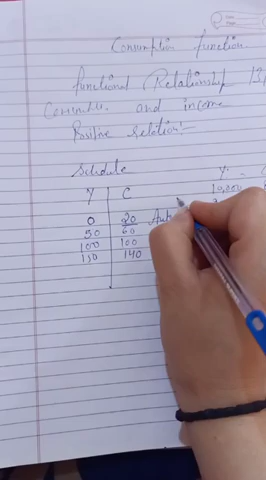 Consumption function
functional Relationship B/
and income
Positive relation:-
Schedule Y
Y C 10,000
0 20 Aut
50 60
100 100
150 140